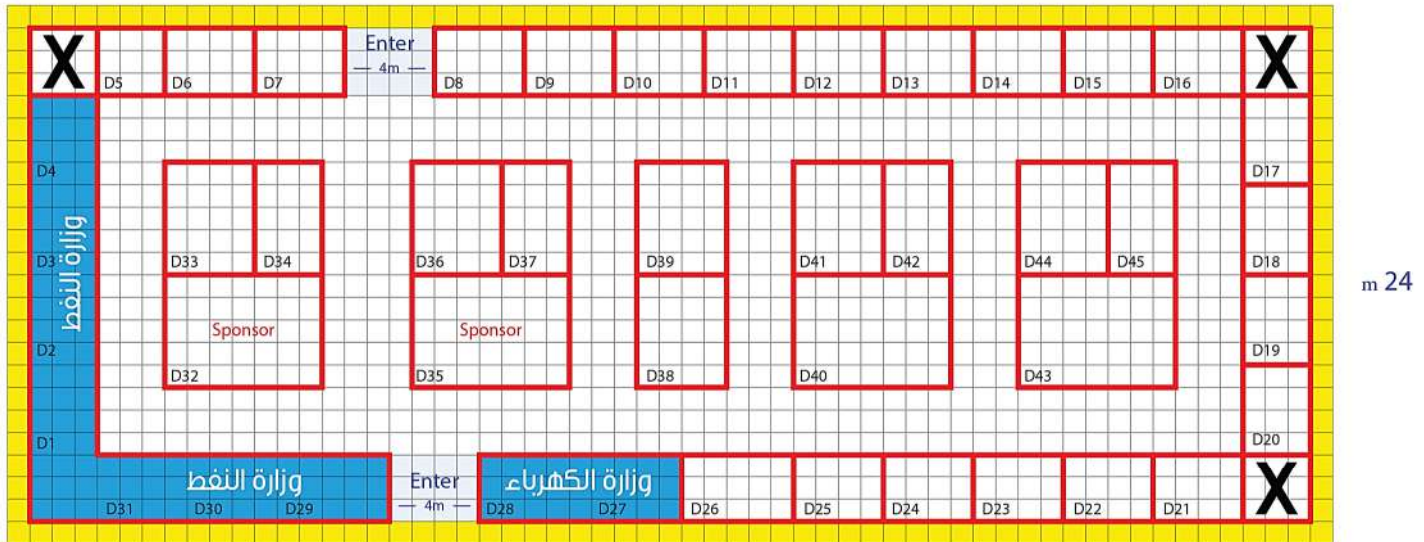 X
Enter
4m
X
D5
D6
D7
D8
D9
D10
D11
D12
D13
D14
D15
D16
D4
D17
وزارة النفط
D3
D33
D34
D36
D37
D39
D41
D42
D44
D45
D18
m 24
Sponsor
Sponsor
D2
D19
D32
D35
D38
D40
D43
D1
D20
وزارة النفط
Enter
4m
وزارة الكهرباء
X
D31
D30
D29
D28
D27
D26
D25
D24
D23
D22
D21